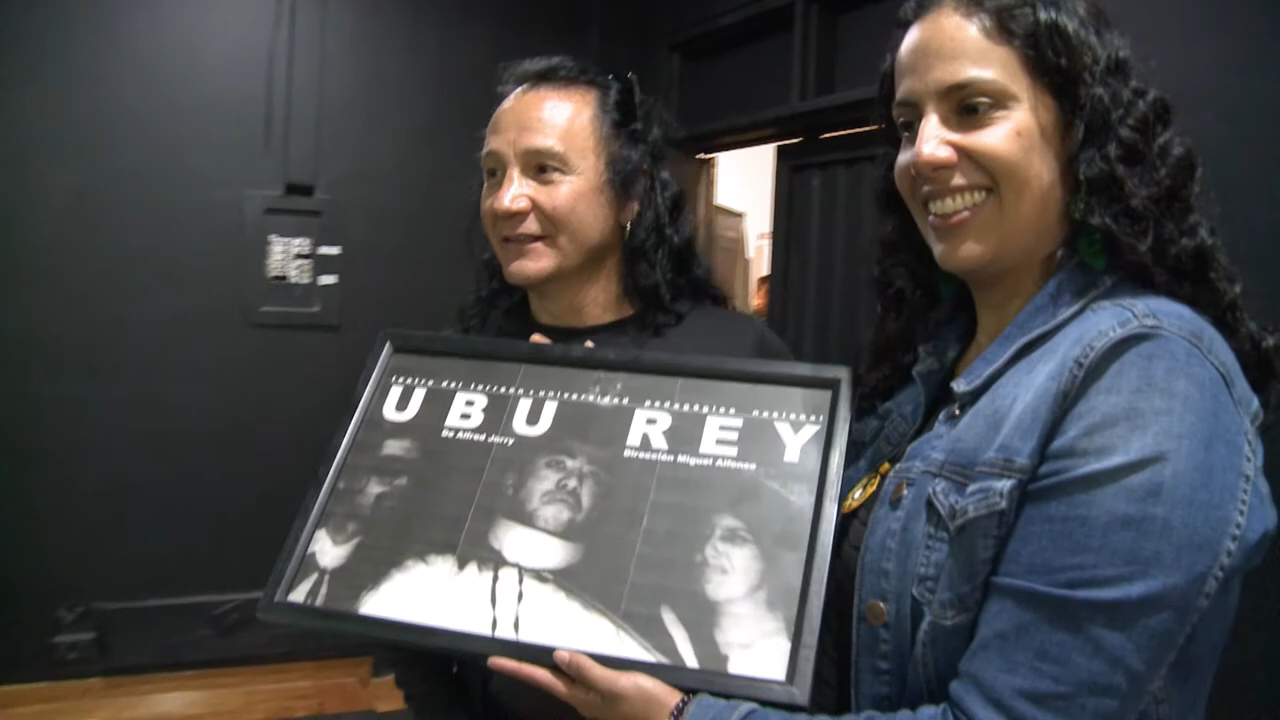 teatro del terreno: universidad pedagógica nacional
UBU REY
De Alfred Jarry
Dirección Miguel Alfonso